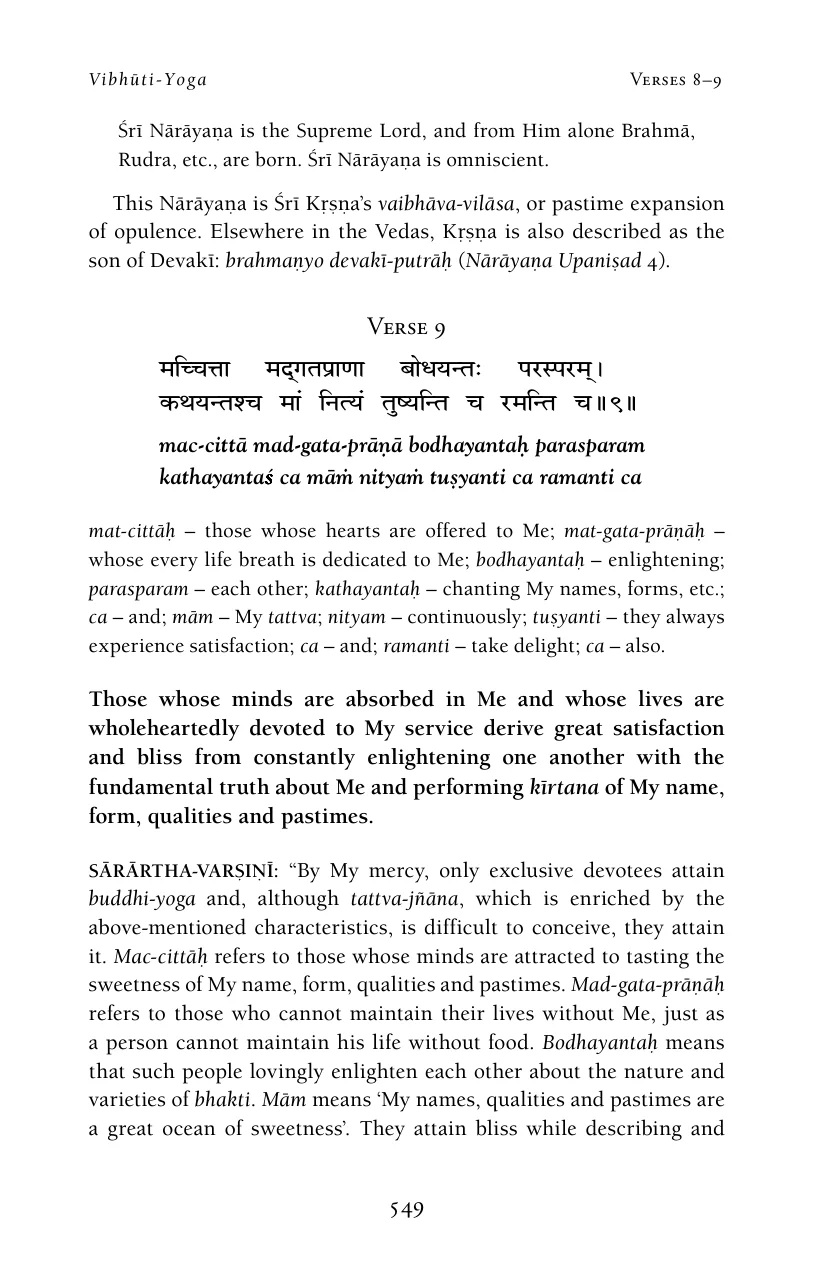 Vibhūti-Yoga Verses 8–9
Śrī Nārāyaṇa is the Supreme Lord, and from Him alone Brahmā,
Rudra, etc., are born. Śrī Nārāyaṇa is omniscient.
This Nārāyaṇa is Śrī Kṛṣṇa’s vaibhāva-vilāsa, or pastime expansion
of opulence. Elsewhere in the Vedas, Kṛṣṇa is also described as the
son of Devakī: brahmaṇyo devakī-putrāḥ (Nārāyaṇa Upaniṣad 4).
Verse 9
मच्चित्ता मद्‌गतप्राणा बोधयन्तः परस्परम्।
कथयन्तश्च मां नित्यं तुष्यन्ति च रमन्ति च॥९॥
mac-cittā mad-gata-prāṇā bodhayantaḥ parasparam
kathayantaś ca māṁ nityaṁ tuṣyanti ca ramanti ca
mat-cittāḥ – those whose hearts are offered to Me; mat-gata-prāṇāḥ –
whose every life breath is dedicated to Me; bodhayantaḥ – enlightening;
parasparam – each other; kathayantaḥ – chanting My names, forms, etc.;
ca – and; mām – My tattva; nityam – continuously; tuṣyanti – they always
experience satisfaction; ca – and; ramanti – take delight; ca – also.
Those whose minds are absorbed in Me and whose lives are
wholeheartedly devoted to My service derive great satisfaction
and bliss from constantly enlightening one another with the
fundamental truth about Me and performing kīrtana of My name,
form, qualities and pastimes.
SĀRĀRTHA-VARṢIṆĪ: “By My mercy, only exclusive devotees attain
buddhi-yoga and, although tattva-jñāna, which is enriched by the
above-mentioned characteristics, is difficult to conceive, they attain
it. Mac-cittāḥ refers to those whose minds are attracted to tasting the
sweetness of My name, form, qualities and pastimes. Mad-gata-prāṇāḥ
refers to those who cannot maintain their lives without Me, just as
a person cannot maintain his life without food. Bodhayantaḥ means
that such people lovingly enlighten each other about the nature and
varieties of bhakti. Mām means ‘My names, qualities and pastimes are
a great ocean of sweetness’. They attain bliss while describing and
549